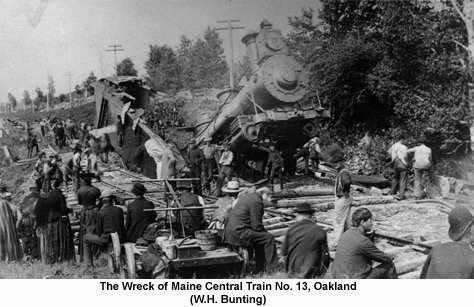 The Wreck of Maine Central Train No. 13, Oakland
(W.H. Bunting)